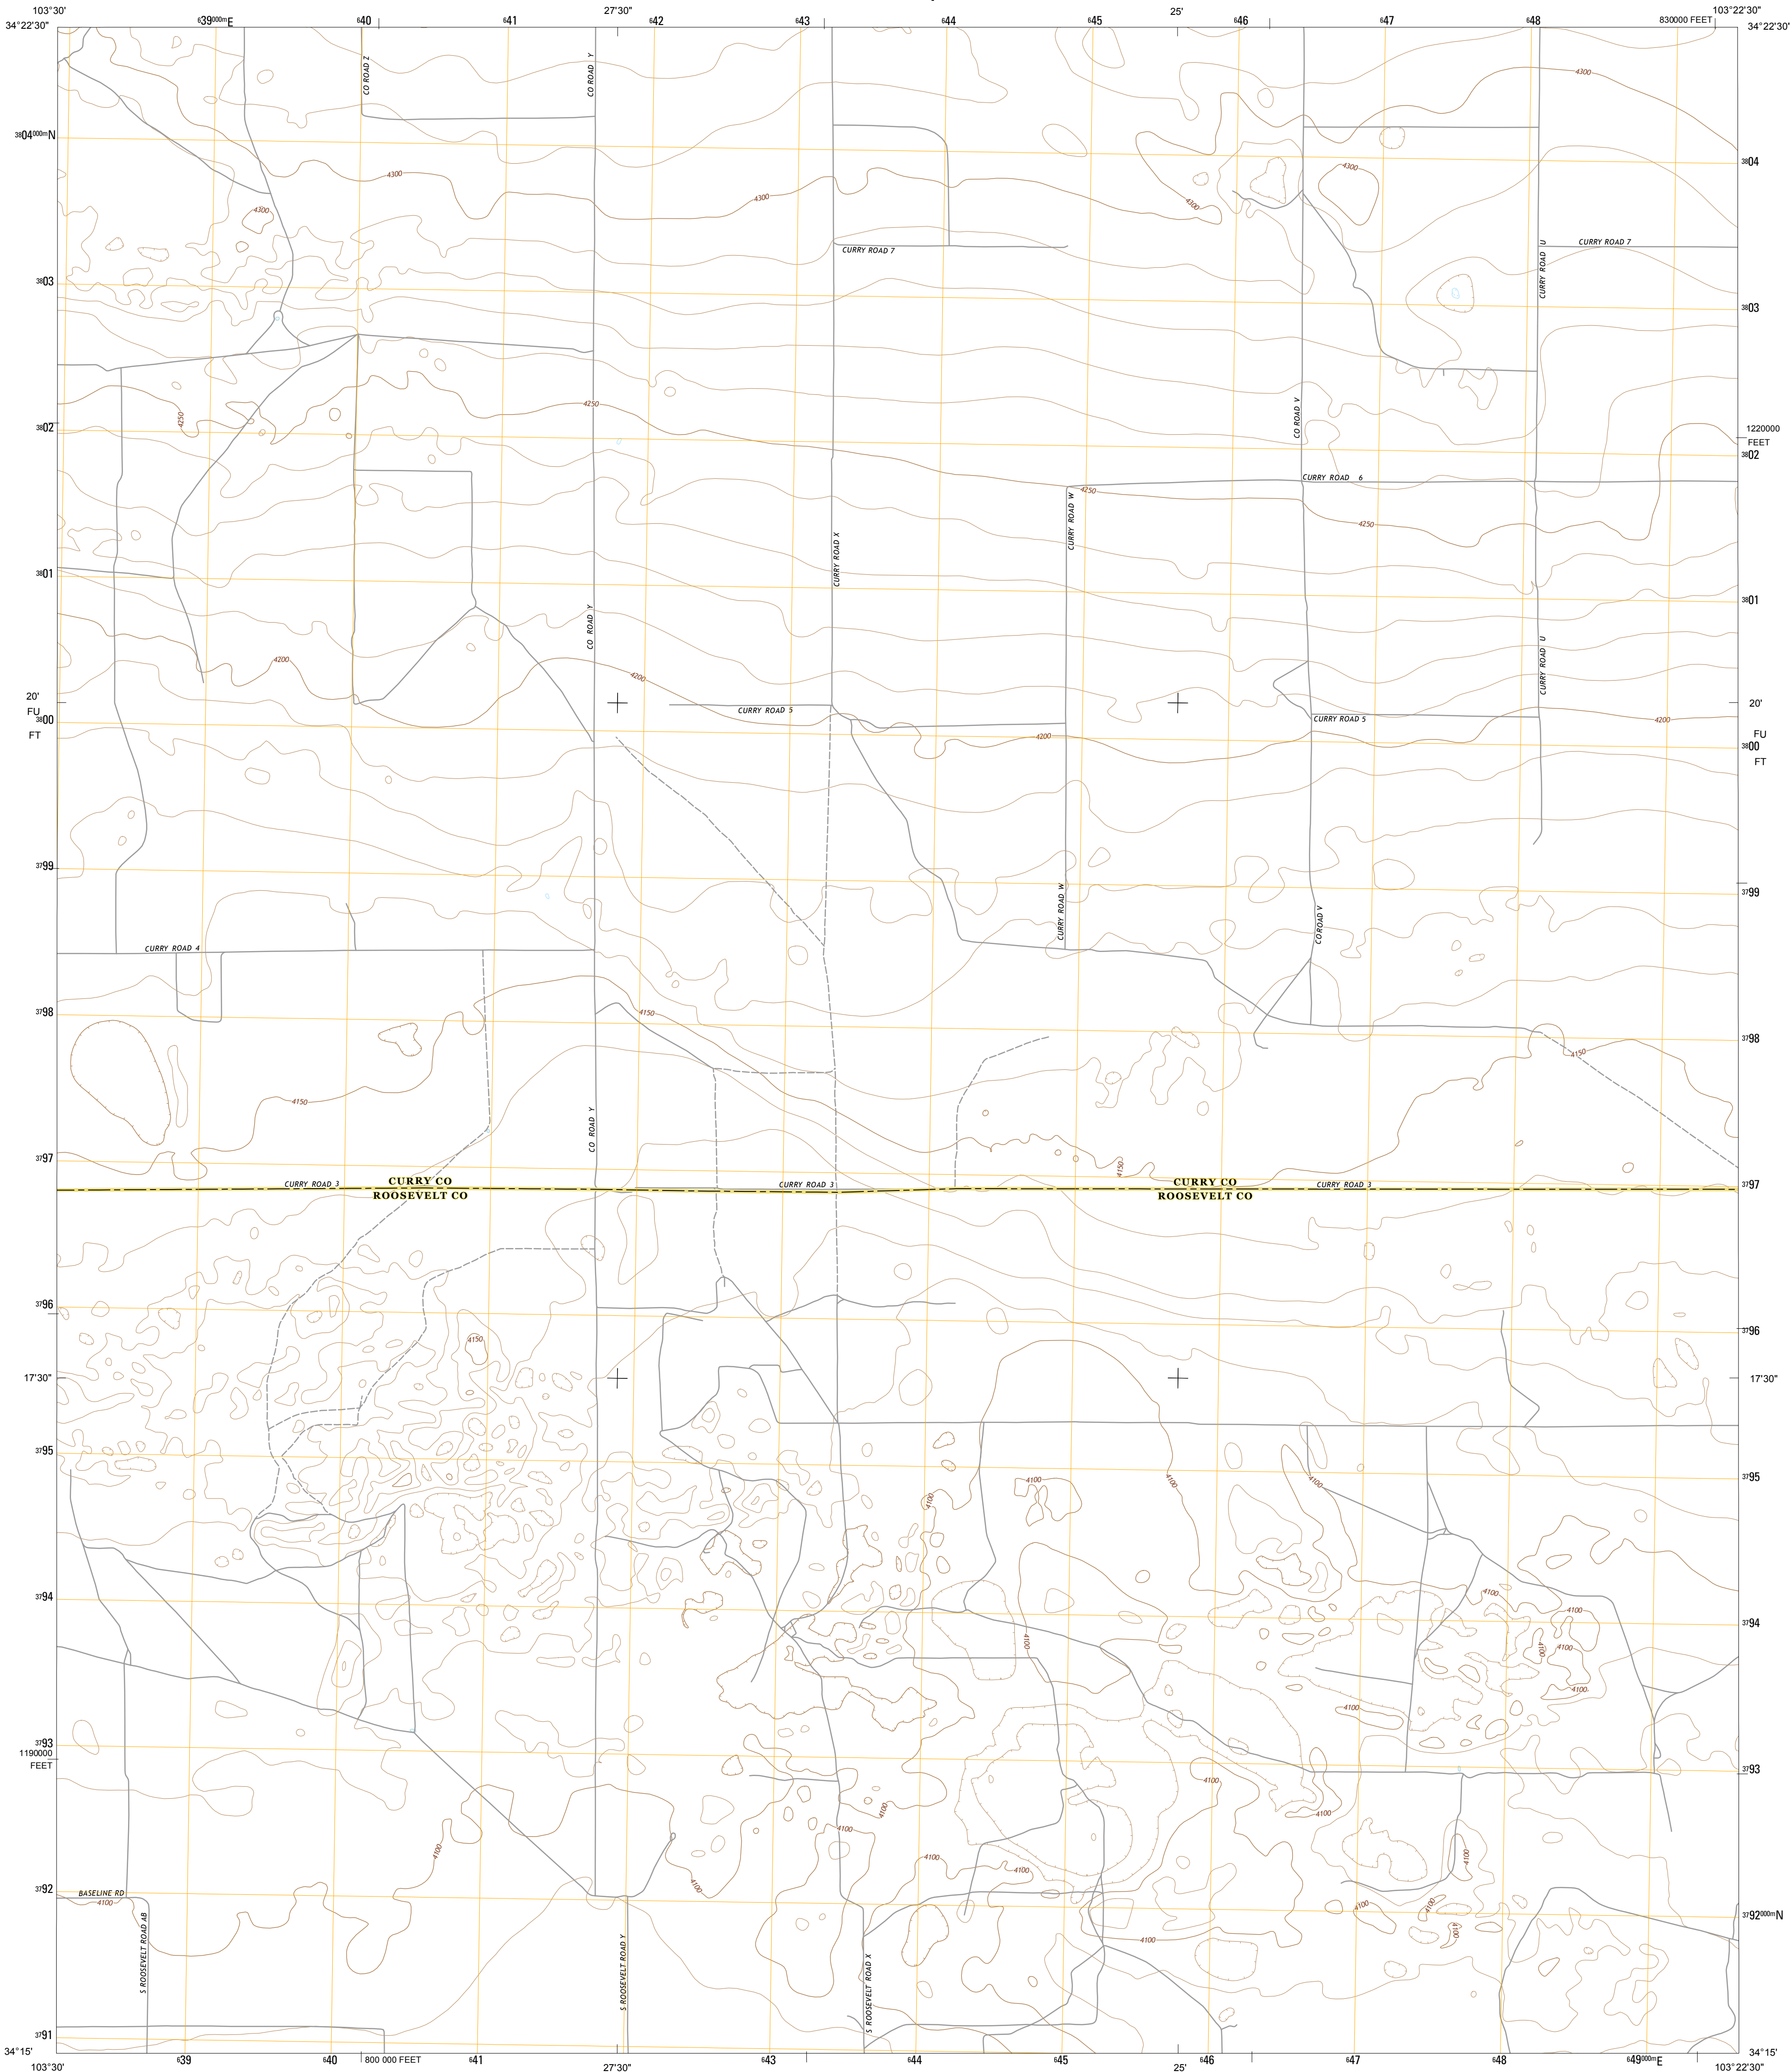 103°30'
⁶39⁰⁰⁰ᵐE
⁶40
⁶41
27'30"
⁶42
⁶43
⁶44
⁶45
25'
⁶46
⁶47
⁶48
830000 FEET
103°22'30"
34°22'30"
34°22'30'
CO ROAD Z
CO ROAD Y
4300
³⁸04⁰⁰⁰ᵐN
³⁸04
4300
4300
4300
4300
4300
CURRY ROAD 7
CURRY ROAD U
CURRY ROAD 7
³⁸03
³⁸03
4250
4250
CO ROAD V
³⁸02
1220000
FEET
³⁸02
CURRY ROAD 6
4250
CURRY ROAD W
4250
CURRY ROAD X
³⁸01
³⁸01
CO ROAD Y
CURRY ROAD U
4200
4200
20'
FU
³⁸00
FT
CURRY ROAD 5
CURRY ROAD 5
4200
4200
20'
FU
³⁸00
FT
³⁷99
³⁷99
CURRY ROAD W
CO ROAD V
CURRY ROAD 4
³⁷98
4150
³⁷98
4150
4150
CO ROAD Y
³⁷97
4150
CURRY ROAD 3
CURRY CO
ROOSEVELT CO
CURRY ROAD 3
CURRY CO
ROOSEVELT CO
CURRY ROAD 3
³⁷97
³⁷96
³⁷96
4150
17'30"
17'30"
³⁷95
³⁷95
4100
4100
4100
4100
³⁷94
4100
4100
³⁷94
4100
4100
4100
4100
4100
³⁷93
1190000
FEET
³⁷93
4100
4100
4100
4100
4100
4100
4100
4100
4100
³⁷92
BASELINE RD
4100
4100
4100
4100
³⁷92⁰⁰⁰ᵐN
4100
S ROOSEVELT ROAD AB
S ROOSEVELT ROAD Y
S ROOSEVELT ROAD X
³⁷91
34°15'
34°15'
103°30'
⁶39
⁶40
800 000 FEET
⁶41
27'30"
⁶43
⁶44
⁶45
25'
⁶46
⁶47
⁶48
⁶49⁰⁰⁰ᵐE
103°22'30"